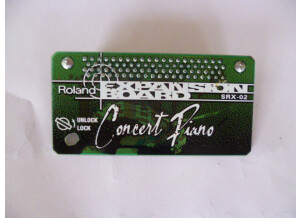 Roland
EXPANSION
BOARD
SRX-02
UNLOCK
LOCK
Concert Piano